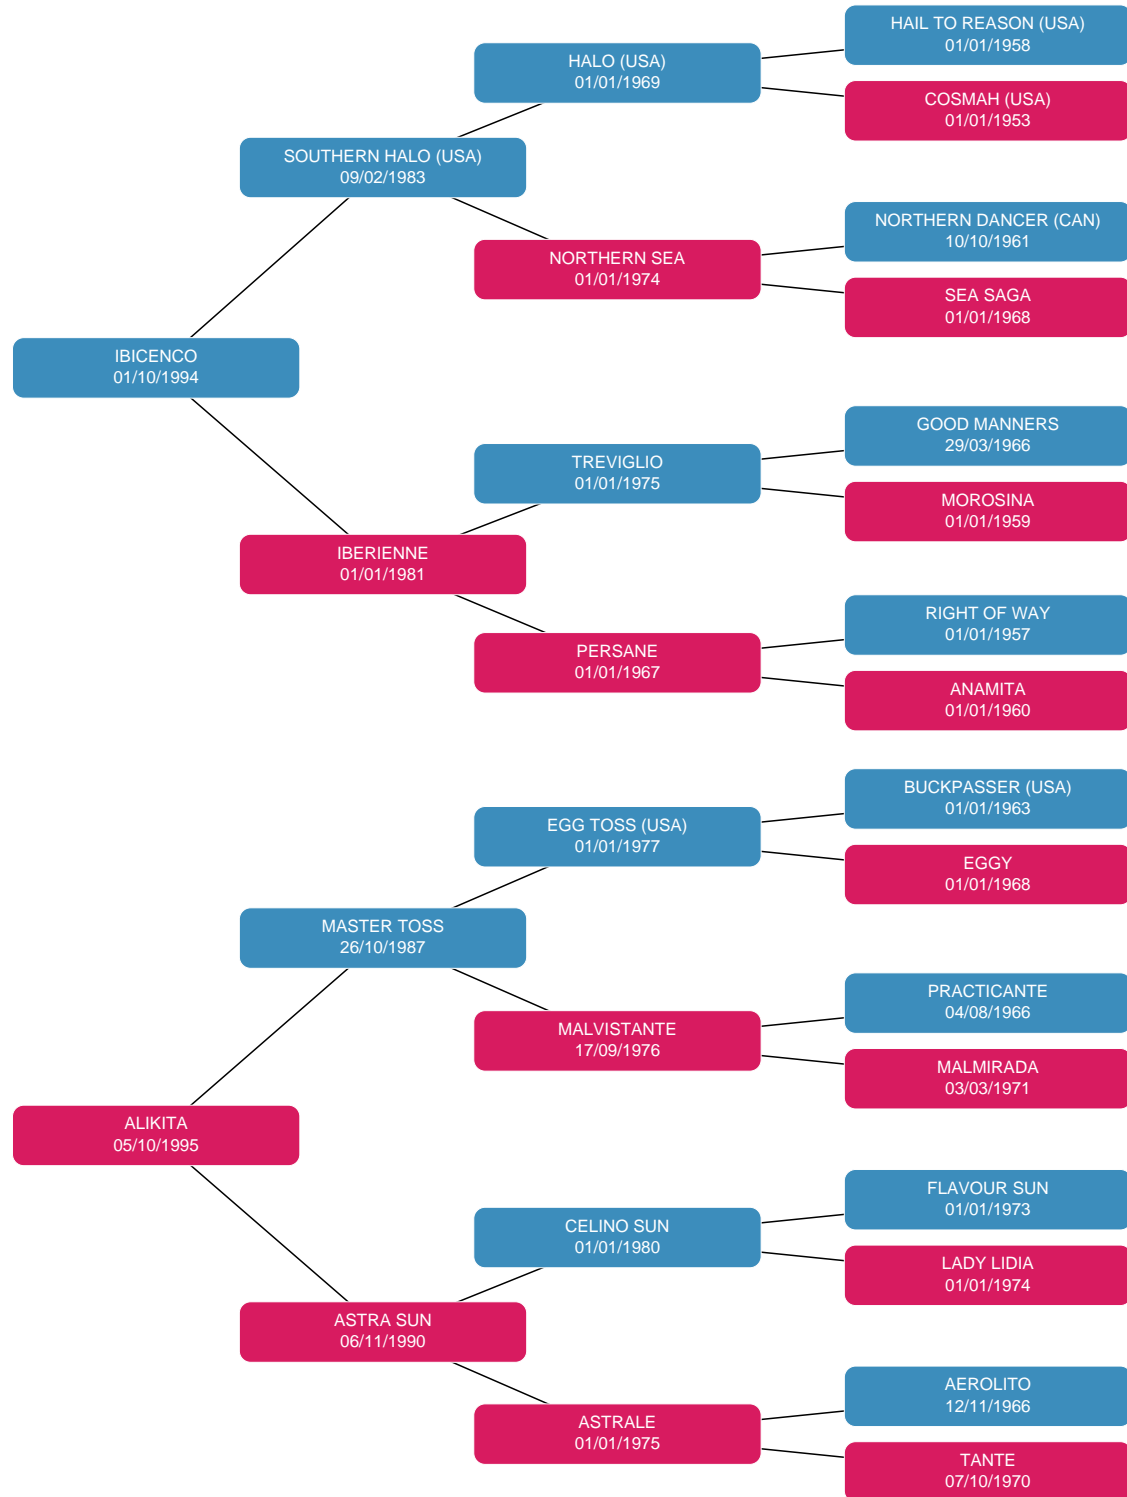 HAIL TO REASON (USA)
01/01/1958
HALO (USA)
01/01/1969
COSMAH (USA)
01/01/1953
SOUTHERN HALO (USA)
09/02/1983
NORTHERN DANCER (CAN)
10/10/1961
NORTHERN SEA
01/01/1974
SEA SAGA
01/01/1968
IBICENCO
01/10/1994
GOOD MANNERS
29/03/1966
TREVIGLIO
01/01/1975
MOROSINA
01/01/1959
IBERIENNE
01/01/1981
RIGHT OF WAY
01/01/1957
PERSANE
01/01/1967
ANAMITA
01/01/1960
BUCKPASSER (USA)
01/01/1963
EGG TOSS (USA)
01/01/1977
EGGY
01/01/1968
MASTER TOSS
26/10/1987
PRACTICANTE
04/08/1966
MALVISTANTE
17/09/1976
MALMIRADA
03/03/1971
ALIKITA
05/10/1995
FLAVOUR SUN
01/01/1973
CELINO SUN
01/01/1980
LADY LIDIA
01/01/1974
ASTRA SUN
06/11/1990
AEROLITO
12/11/1966
ASTRALE
01/01/1975
TANTE
07/10/1970